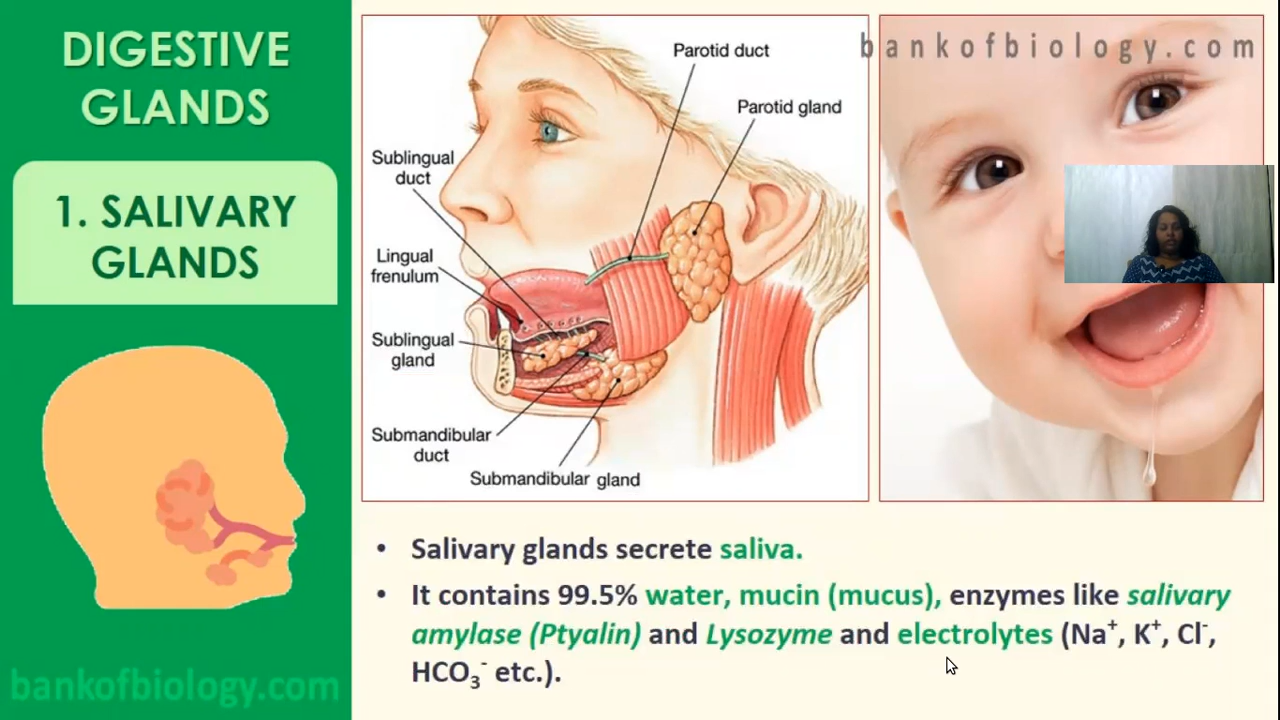 DIGESTIVE
GLANDS
1. SALIVARY
GLANDS
bankofbiology.com
Parotid duct
Parotid gland
Sublingual
duct
Lingual
frenulum
Sublingual
gland
Submandibular
duct
Submandibular gland
bankofbiology.com
• Salivary glands secrete saliva.
• It contains 99.5% water, mucin (mucus), enzymes like salivary
amylase (Ptyalin) and Lysozyme and electrolytes (Na⁺, K⁺, Cl⁻,
HCO₃⁻ etc.).